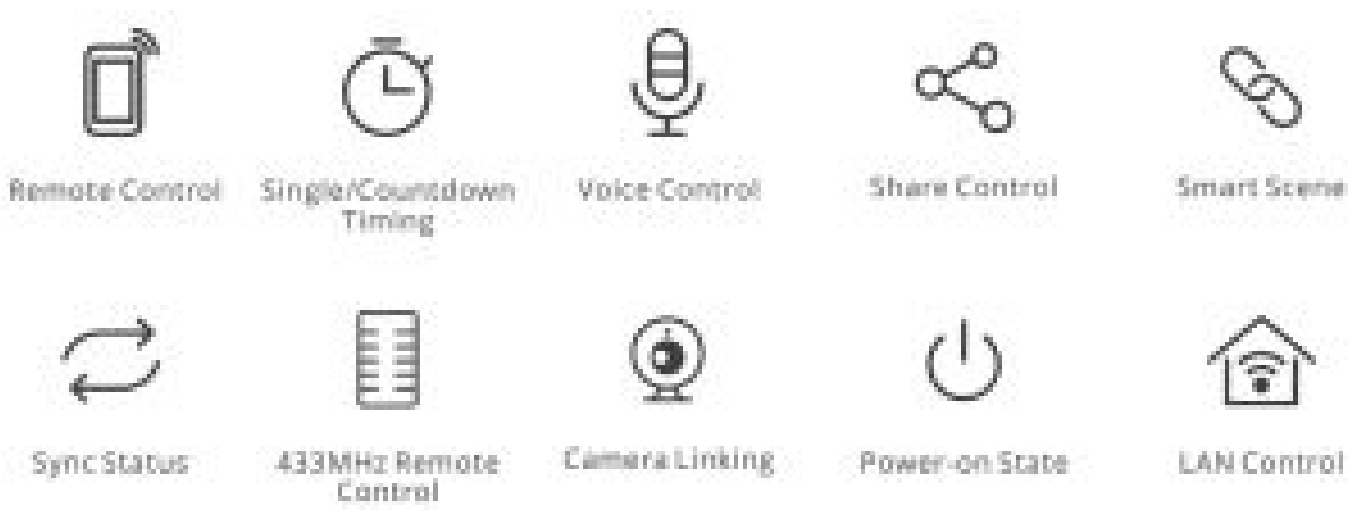 Remote Control
Single/Countdown
Timing
Voice Control
Share Control
Smart Scene
Sync Status
433MHz Remote
Control
Camera Linking
Power-on State
LAN Control